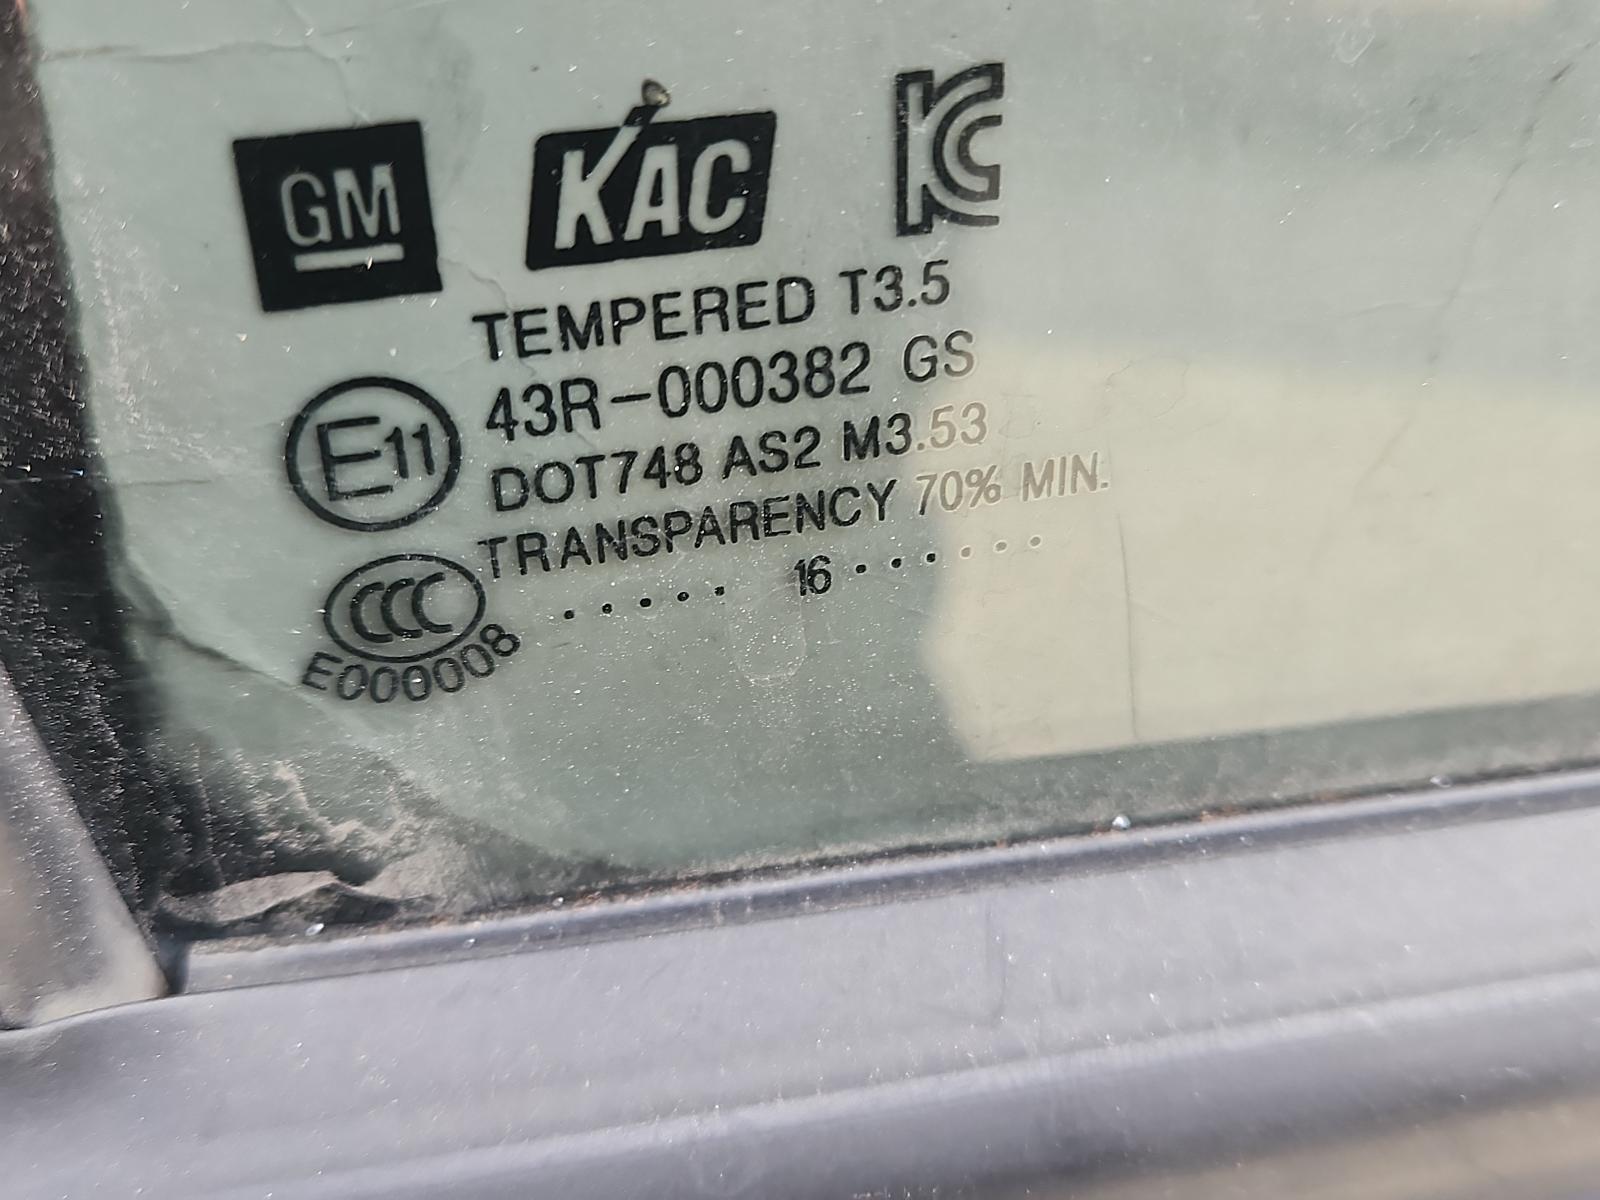 GM KAC KC
TEMPERED T3.5
E11 43R-000382 GS
DOT748 AS2 M3.53
TRANSPARENCY 70% MIN.
CCC ····· 16 ······
E000008